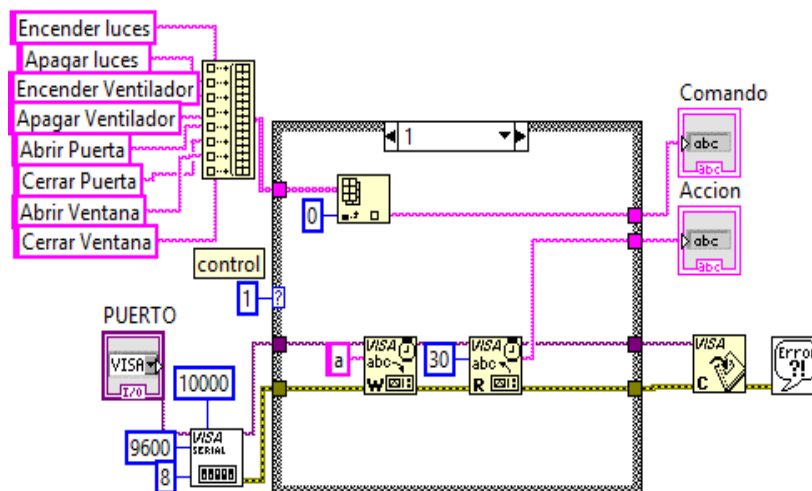 Encender luces
Apagar luces
Encender Ventilador
Apagar Ventilador
Abrir Puerta
Cerrar Puerta
Abrir Ventana
Cerrar Ventana
1
Comando
abc
abc
0
Accion
abc
abc
control
1
?
PUERTO
VISA
I/O
10000
9600
8
VISA
SERIAL
a
VISA
abc
W
30
VISA
abc
R
VISA
C
Error
?!